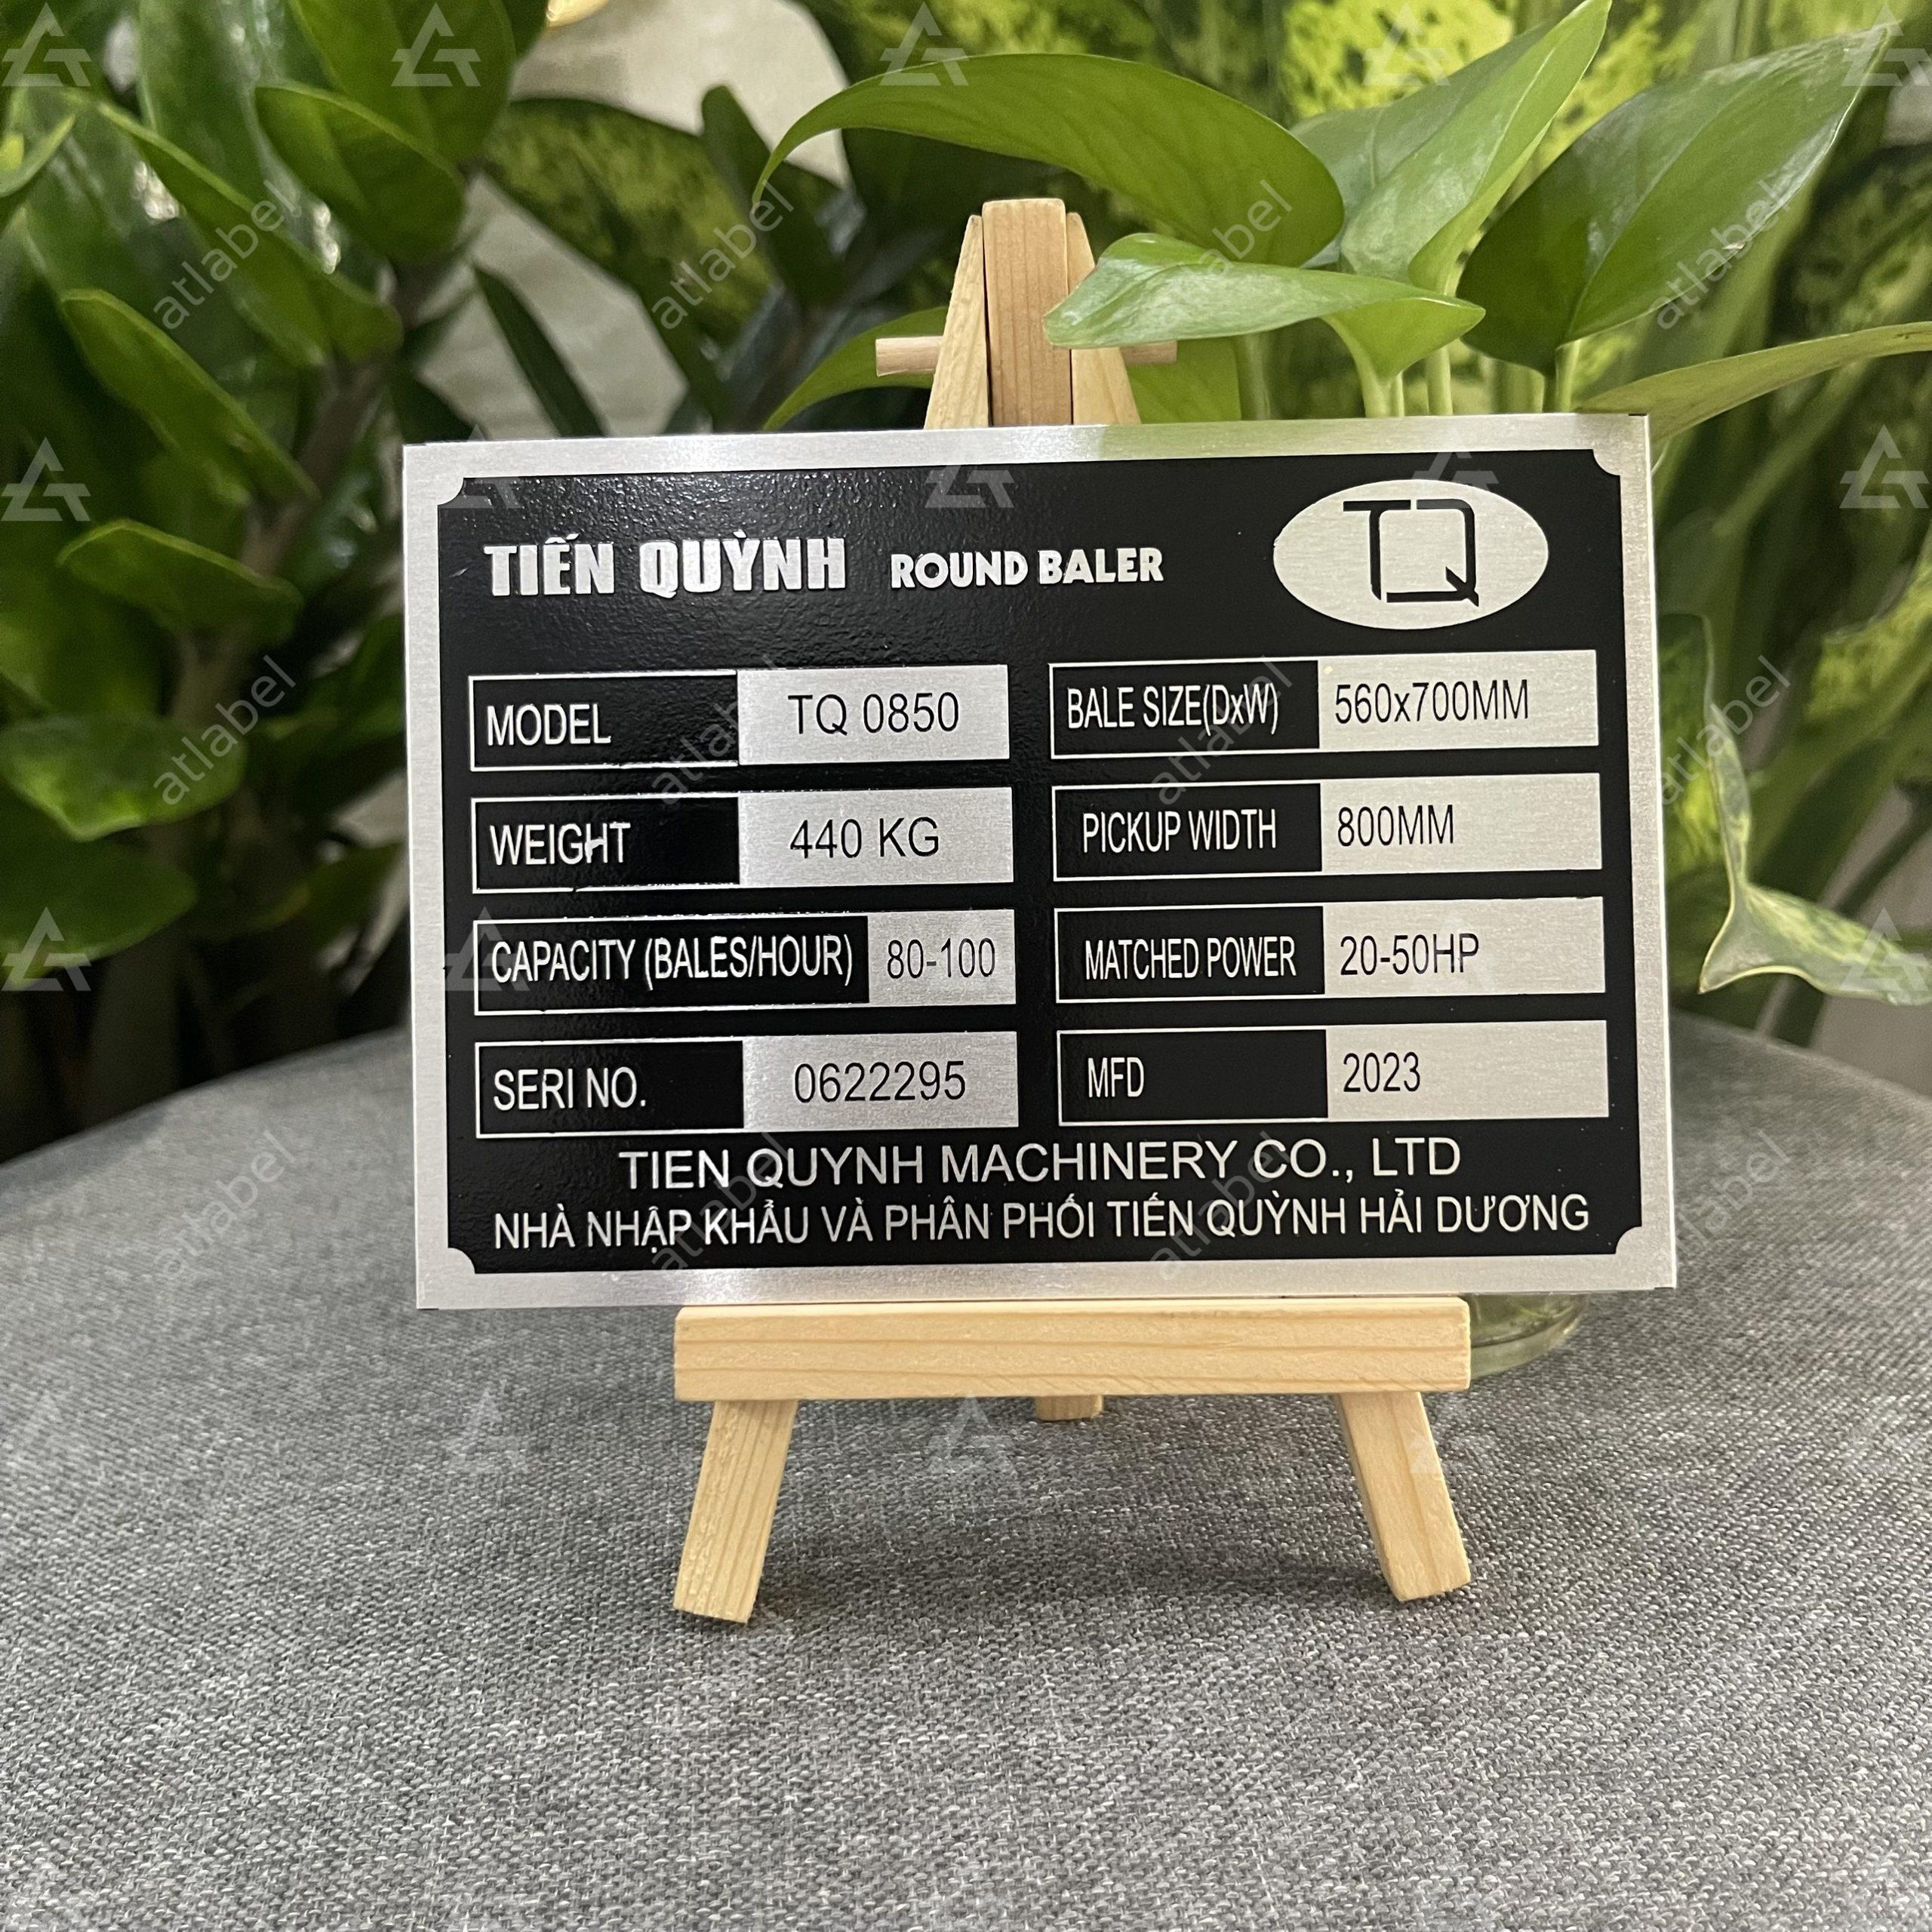 TIẾN QUỲNH ROUND BALER TQ
MODEL TQ 0850
BALE SIZE(DxW) 560x700MM
WEIGHT 440 KG
PICKUP WIDTH 800MM
CAPACITY (BALES/HOUR) 80-100
MATCHED POWER 20-50HP
SERI NO. 0622295
MFD 2023
TIEN QUYNH MACHINERY CO., LTD
NHÀ NHẬP KHẨU VÀ PHÂN PHỐI TIẾN QUỲNH HẢI DƯƠNG
atlabel